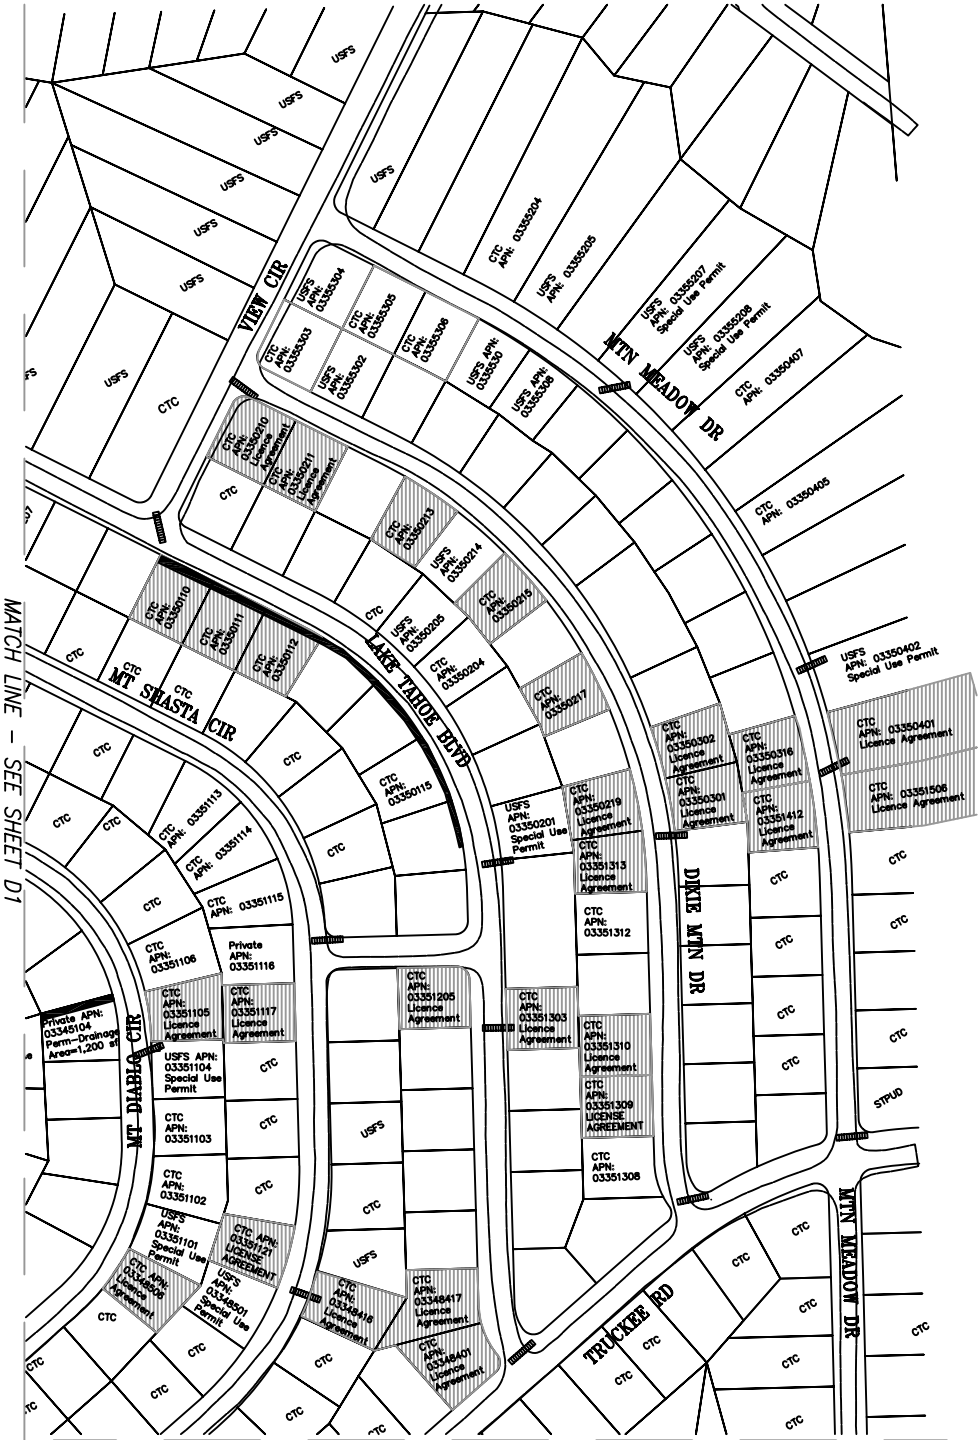 USFS
USFS
USFS
USFS
USFS
USFS
USFS
USFS
CTC
CTC
APN: 03355204
USFS
APN: 03355205
USFS
APN: 03355207
Special Use Permit
USFS
APN: 03355208
Special Use Permit
CTC
APN: 03350407
CTC
APN: 03350405
USFS
APN: 03350402
Special Use Permit
CTC
APN: 03350401
Licence Agreement
CTC
APN: 03351506
Licence Agreement
VIEW CIR
MTN MEADOW DR
USFS
APN:
03355304
CTC
APN:
03355305
CTC
APN:
03355306
USFS APN:
0335530
USFS APN:
03355308
CTC
APN:
03355303
USFS
APN:
03355302
CTC
APN:
03350210
Licence
Agreement
CTC
APN:
03350211
Licence
Agreement
CTC
CTC
APN:
03350213
USFS
APN:
03350214
CTC
APN:
03350215
CTC
APN:
03350217
CTC
USFS
APN:
03350205
CTC
APN:
03350204
LAKE TAHOE BLVD
CTC
APN:
03350110
CTC
APN:
03350111
CTC
APN:
03350112
CTC
CTC
CTC
MT SHASTA CIR
CTC
CTC
CTC
APN:
03350115
CTC
CTC
CTC
CTC
APN: 03351113
CTC
APN: 03351114
CTC
APN: 03351115
CTC
CTC
APN:
03351106
Private
APN:
03351116
CTC
APN:
03351105
Licence
Agreement
CTC
APN:
03351117
Licence
Agreement
Private APN:
03345104
Perm-Drainage
Area=1,200 sf
MT DIABLO CIR
USFS APN:
03351104
Special Use
Permit
CTC
CTC
APN:
03351103
CTC
CTC
APN:
03351102
CTC
USFS
APN:
03351101
Special Use
Permit
CTC APN:
03351121
LICENSE
AGREEMENT
CTC APN:
03348506
Licence
Agreement
USFS
APN:
03348501
Special Use
Permit
CTC
CTC
CTC
CTC
CTC
CTC
USFS
APN:
03350201
Special Use
Permit
CTC
APN:
03350219
Licence
Agreement
CTC
APN:
03351313
Licence
Agreement
CTC
APN:
03351312
CTC
APN:
03350302
Licence
Agreement
CTC
APN:
03350301
Licence
Agreement
CTC
APN:
03350316
Licence
Agreement
CTC
APN:
03351412
Licence
Agreement
DIXIE MTN DR
CTC
CTC
CTC
CTC
CTC
CTC
CTC
STPUD
CTC
APN:
03351205
Licence
Agreement
CTC
APN:
03351303
Licence
Agreement
CTC
APN:
03351310
Licence
Agreement
CTC
APN:
03351309
LICENSE
AGREEMENT
CTC
APN:
03351308
USFS
CTC
USFS
CTC
APN:
03348416
Licence
Agreement
CTC
APN:
03348417
Licence
Agreement
CTC
APN:
03348401
Licence
Agreement
TRUCKEE RD
MTN MEADOW DR
CTC
CTC
CTC
CTC
CTC
CTC
CTC
CTC
MATCH LINE - SEE SHEET D1